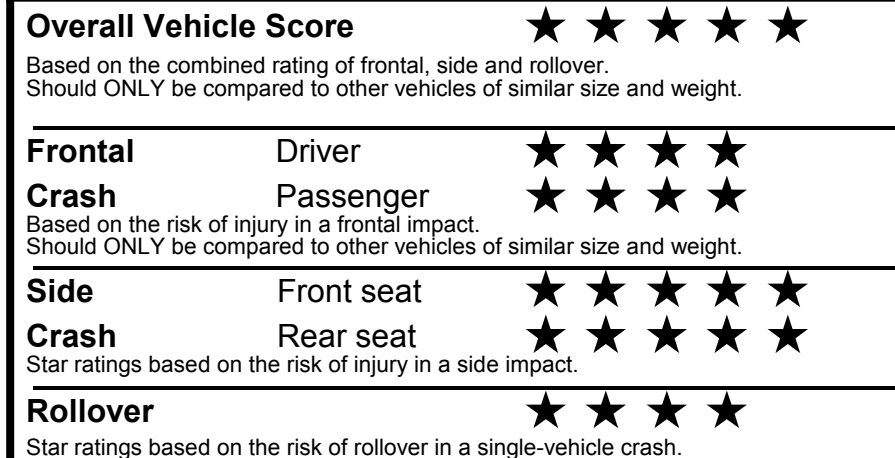 Overall Vehicle Score ★ ★ ★ ★ ★
Based on the combined rating of frontal, side and rollover.
Should ONLY be compared to other vehicles of similar size and weight.
Frontal Driver ★ ★ ★ ★
Crash Passenger ★ ★ ★ ★
Based on the risk of injury in a frontal impact.
Should ONLY be compared to other vehicles of similar size and weight.
Side Front seat ★ ★ ★ ★ ★
Crash Rear seat ★ ★ ★ ★ ★
Star ratings based on the risk of injury in a side impact.
Rollover ★ ★ ★ ★
Star ratings based on the risk of rollover in a single-vehicle crash.